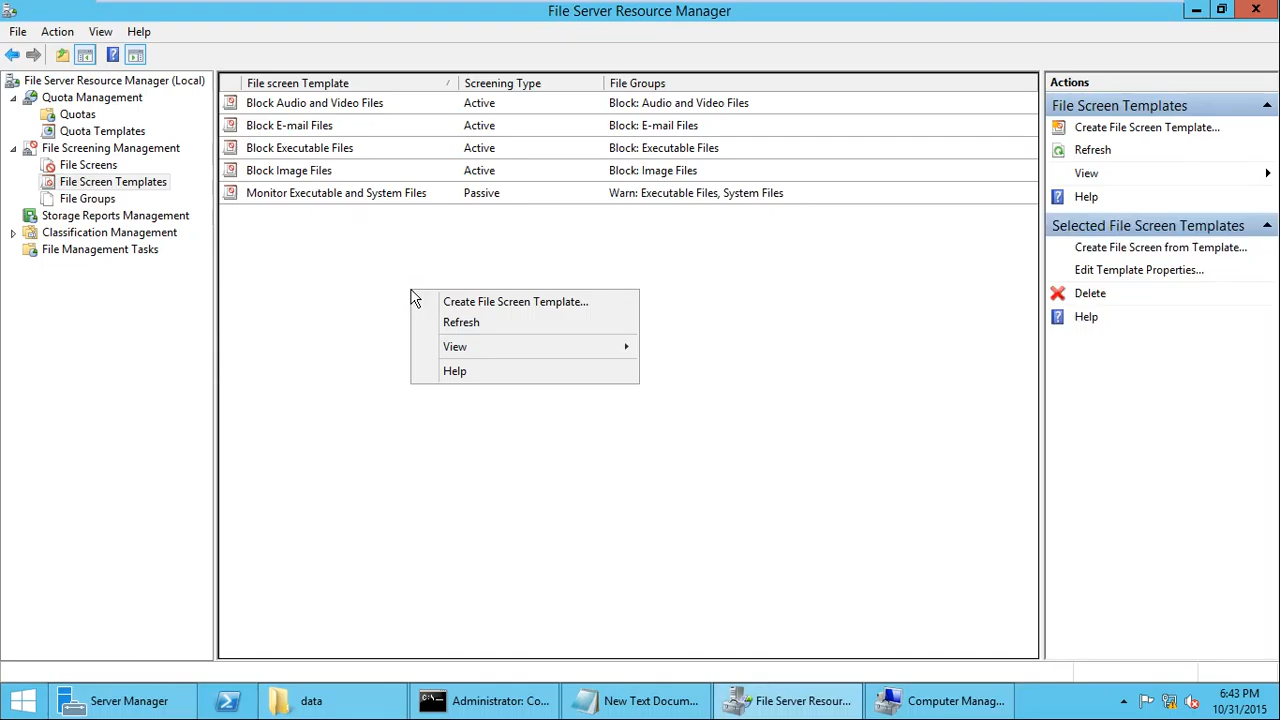 File Server Resource Manager
File Action View Help
File Server Resource Manager (Local)
Quota Management
Quotas
Quota Templates
File Screening Management
File Screens
File Screen Templates
File Groups
Storage Reports Management
Classification Management
File Management Tasks
File screen Template Screening Type File Groups
Block Audio and Video Files Active Block: Audio and Video Files
Block E-mail Files Active Block: E-mail Files
Block Executable Files Active Block: Executable Files
Block Image Files Active Block: Image Files
Monitor Executable and System Files Passive Warn: Executable Files, System Files
Create File Screen Template...
Refresh
View
Help
Actions
File Screen Templates
Create File Screen Template...
Refresh
View
Help
Selected File Screen Templates
Create File Screen from Template...
Edit Template Properties...
Delete
Help
Server Manager
data
Administrator: Co...
New Text Docum...
File Server Resour...
Computer Manag...
6:43 PM
10/31/2015